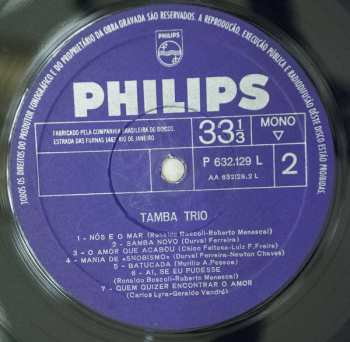 TODOS OS DIREITOS DO PRODUTOR FONOGRÁFICO E DO PROPRIETÁRIO DA OBRA GRAVADA SÃO RESERVADOS. A REPRODUÇÃO, EXECUÇÃO PÚBLICA E RADIODIFUSÃO DÊSTE DISCO ESTÃO PROIBIDAS.
PHILIPS
PHILIPS
FABRICADO PELA COMPANHIA BRASILEIRA DE DISCOS
ESTRADA DAS FURNAS RIO DE JANEIRO
33 1/3
MONO
P 632.129 L
AA 632129.2 L
2
TAMBA TRIO
1 - NÓS E O MAR (Ronaldo Boscoli-Roberto Menescal)
2 - SAMBA NOVO (Durval Ferreira)
3 - O AMOR QUE ACABOU (Chico Feitosa-Luiz F. Freire)
4 - MANIA DE «SNOBISMO» (Durval Ferreira-Newton Chaves)
5 - BATUCADA (Murillo A. Pessoa)
6 - AI, SE EU PUDESSE
(Ronaldo Boscoli-Roberto Menescal)
7 - QUEM QUIZER ENCONTRAR O AMOR
(Carlos Lyra-Geraldo Vandré)